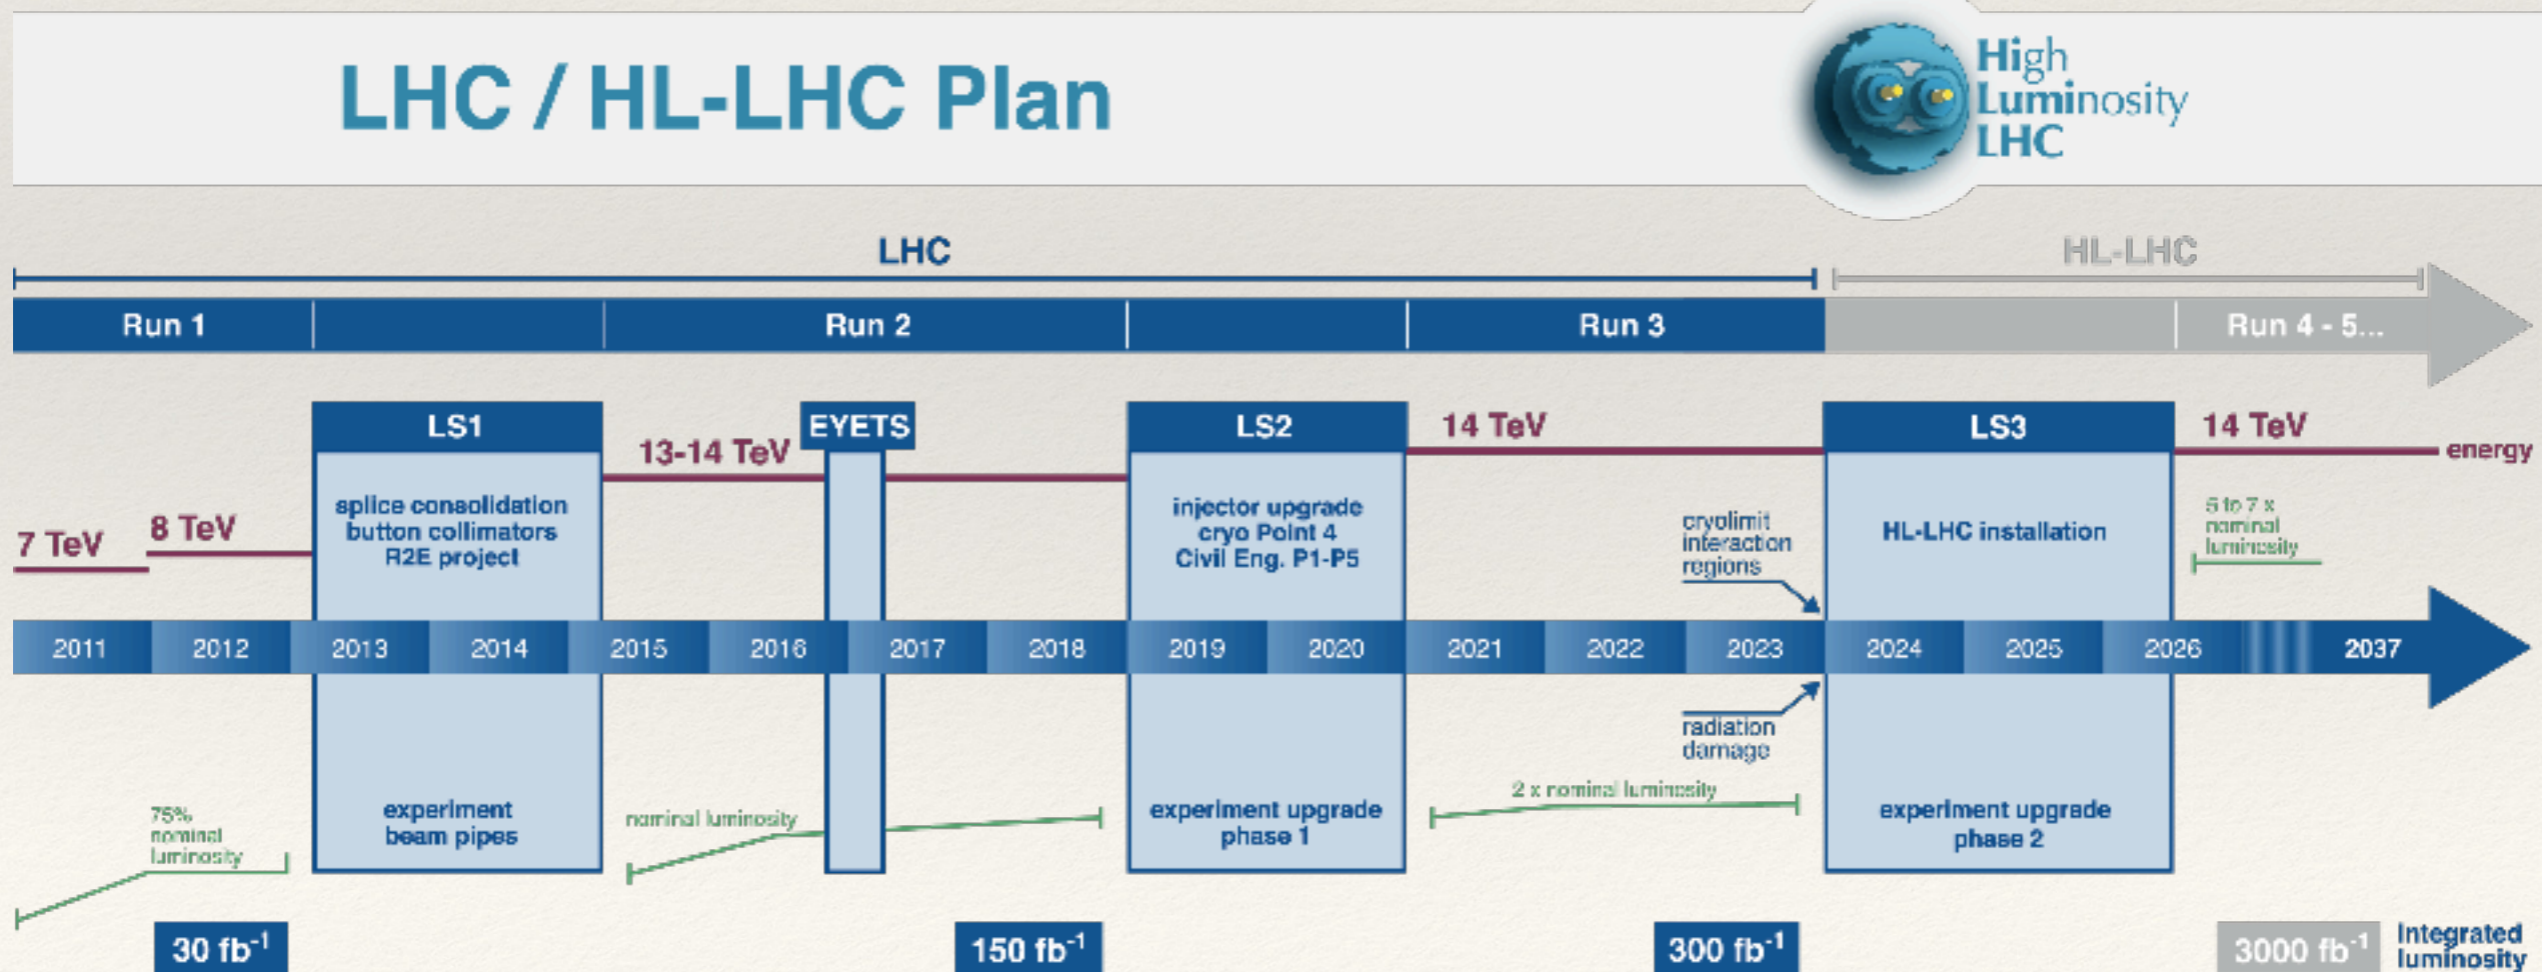 LHC / HL-LHC Plan
High
Luminosity
LHC
LHC
HL-LHC
Run 1
Run 2
Run 3
Run 4 - 5...
LS1
EYETS
LS2
LS3
7 TeV
8 TeV
13-14 TeV
14 TeV
14 TeV
energy
splice consolidation
button collimators
R2E project
injector upgrade
cryo Point 4
Civil Eng. P1-P5
cryolimit
interaction
regions
HL-LHC installation
5 to 7 x
nominal
luminosity
2011
2012
2013
2014
2015
2016
2017
2018
2019
2020
2021
2022
2023
2024
2025
2026
2037
radiation
damage
75%
nominal
luminosity
experiment
beam pipes
nominal luminosity
experiment upgrade
phase 1
2 x nominal luminosity
experiment upgrade
phase 2
30 fb⁻¹
150 fb⁻¹
300 fb⁻¹
3000 fb⁻¹
Integrated
luminosity